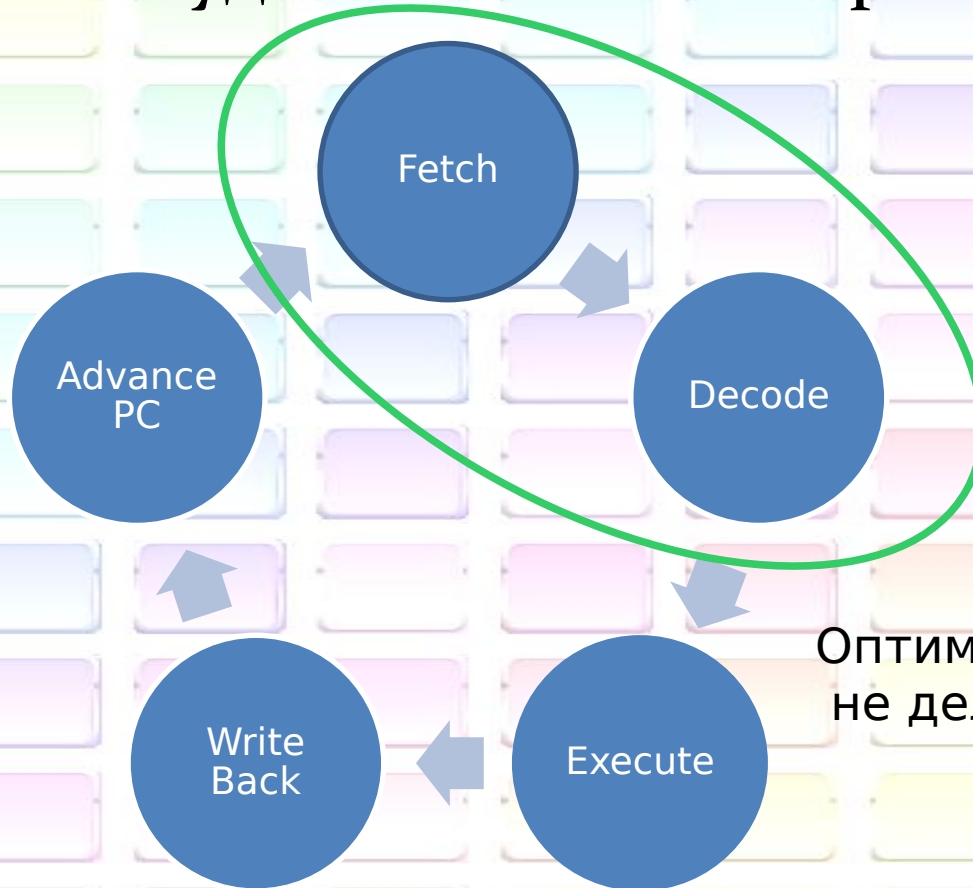 Fetch
Decode
Advance
PC
Оптим
не дел
Write
Back
Execute